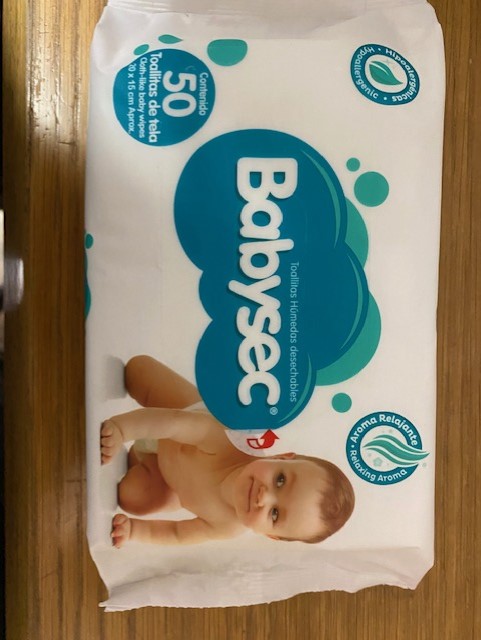 Contenido
50
Toallitas de tela
Cloth-like baby wipes
20 x 15 cm Aprox.
• Hipoalergénicas •
Hypoallergenic
Babysec®
Toallitas Húmedas desechables
• Aroma Relajante •
Relaxing Aroma